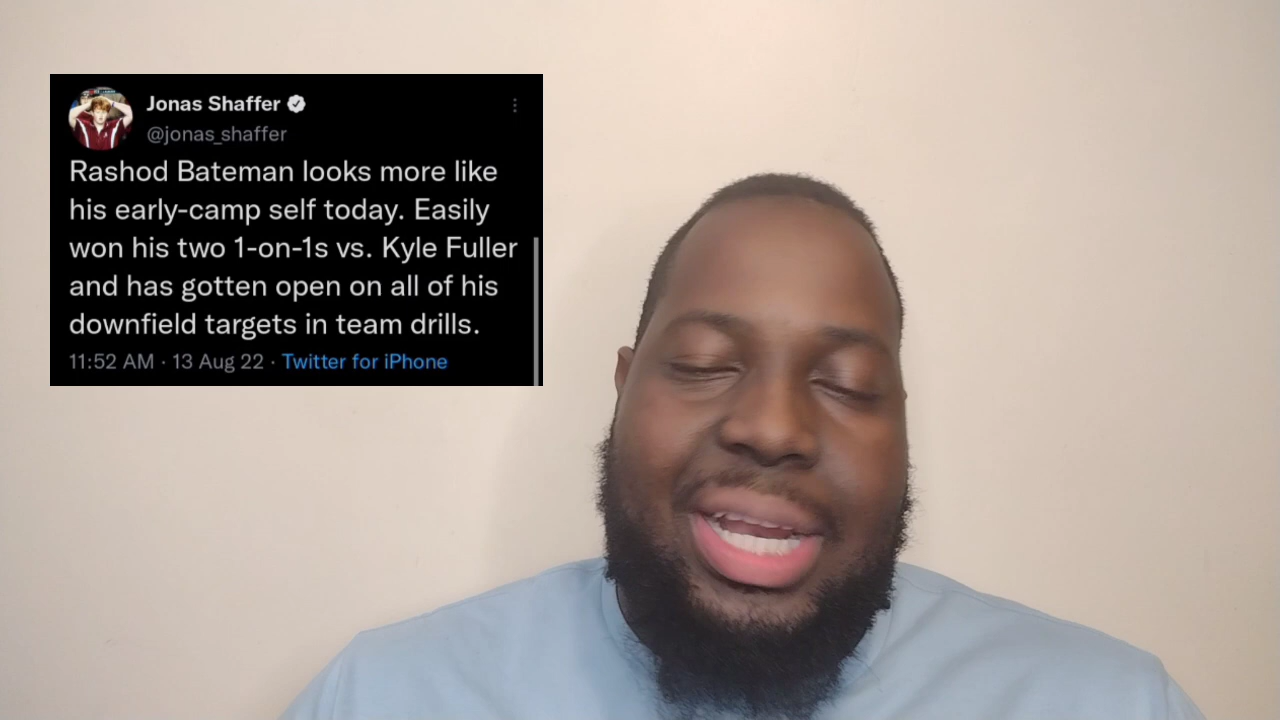 Jonas Shaffer
@jonas_shaffer
Rashod Bateman looks more like
his early-camp self today. Easily
won his two 1-on-1s vs. Kyle Fuller
and has gotten open on all of his
downfield targets in team drills.
11:52 AM · 13 Aug 22 · Twitter for iPhone